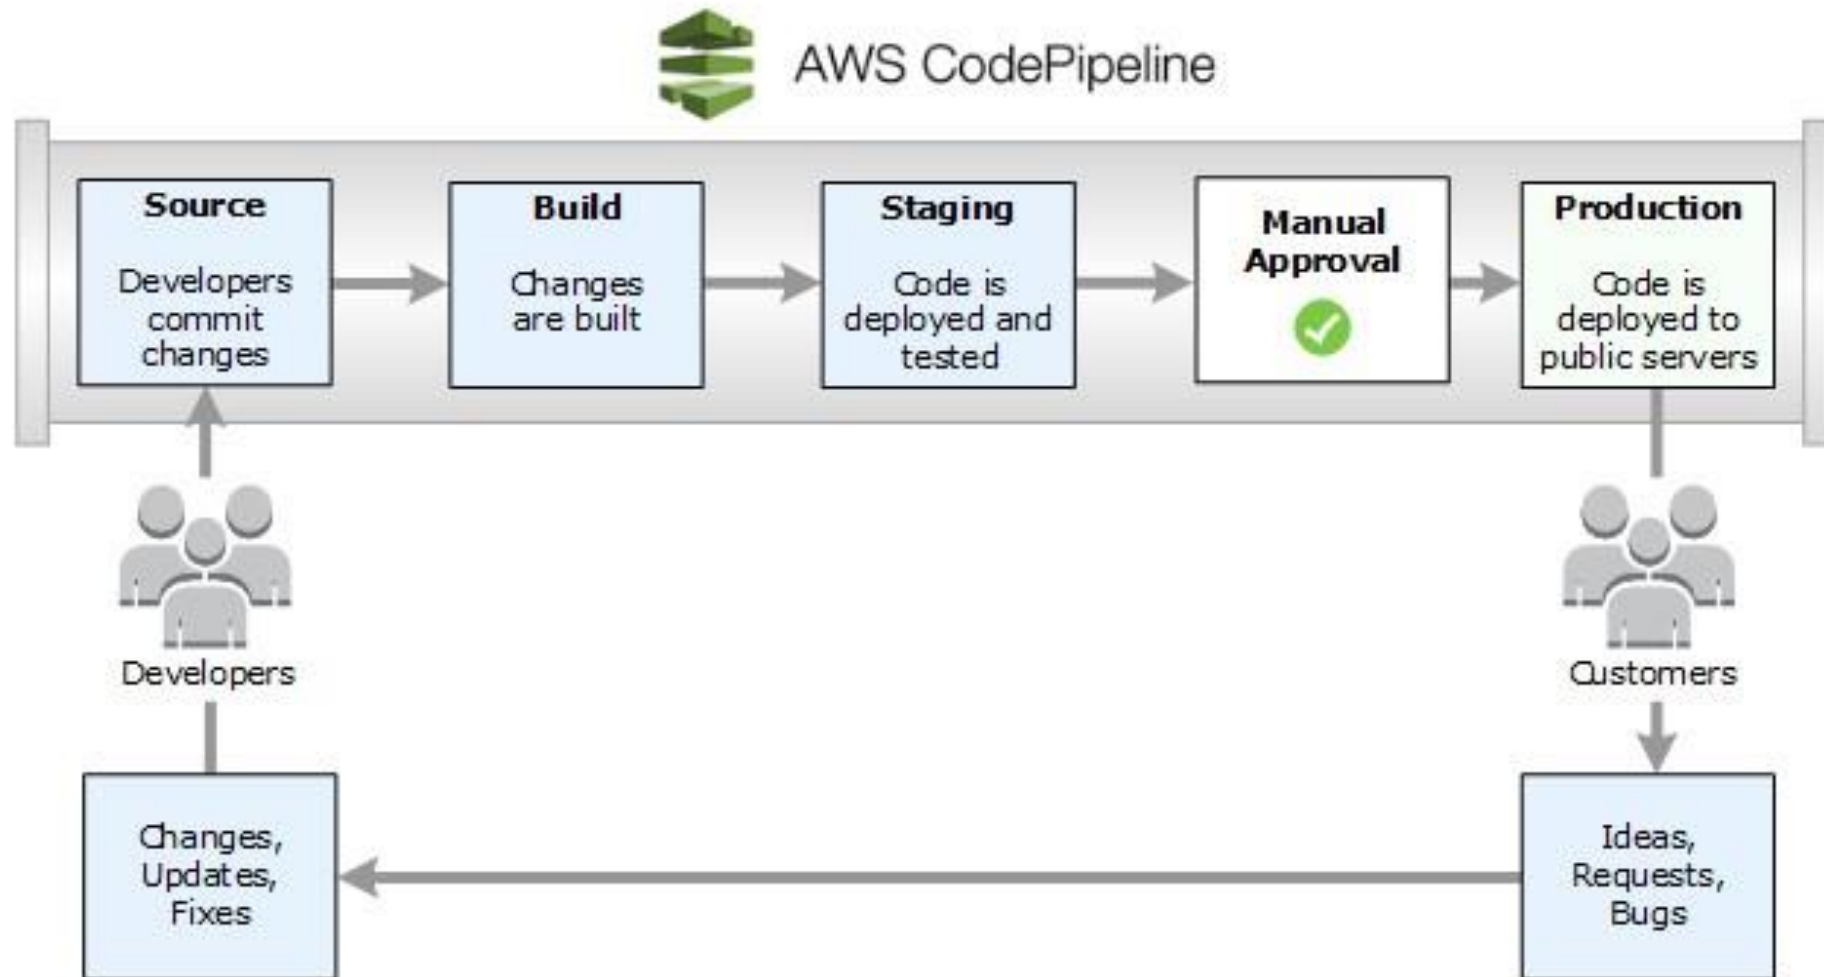 AWS CodePipeline
Source
Developers
commit
changes
Build
Changes
are built
Staging
Code is
deployed and
tested
Manual
Approval
Production
Code is
deployed to
public servers
Developers
Customers
Changes,
Updates,
Fixes
Ideas,
Requests,
Bugs